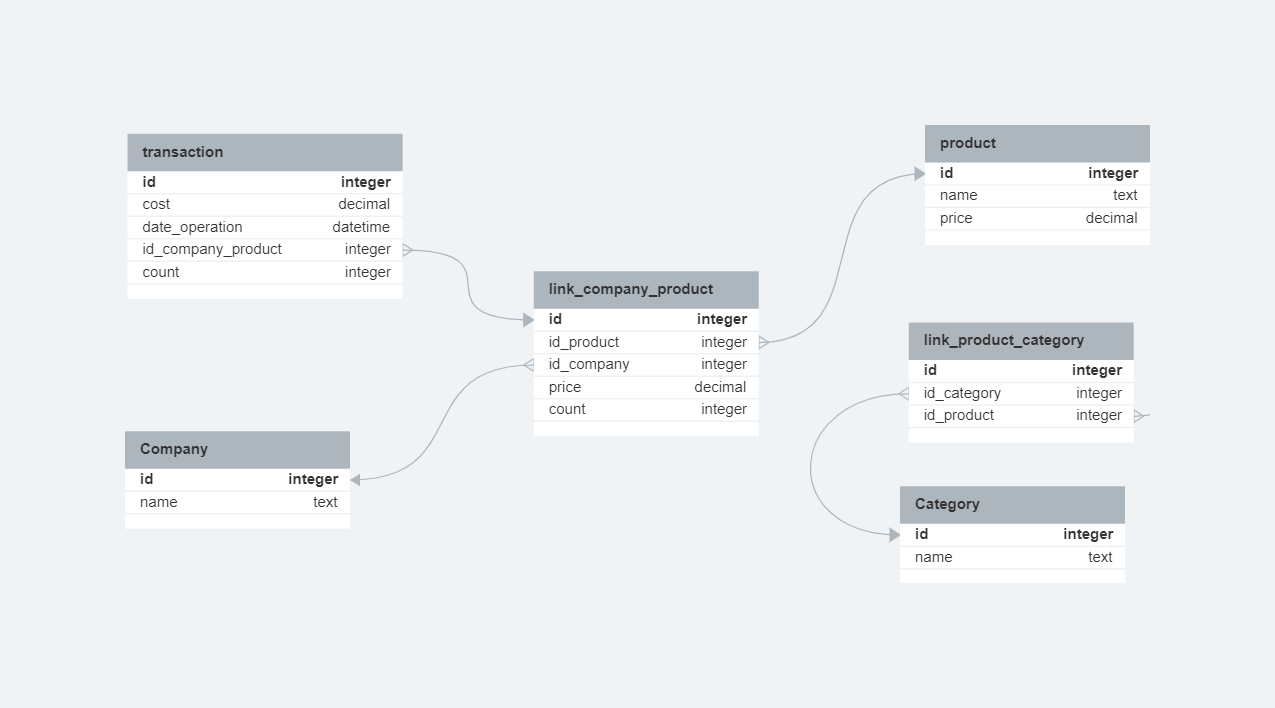 transaction
id integer
cost decimal
date_operation datetime
id_company_product integer
count integer
link_company_product
id integer
id_product integer
id_company integer
price decimal
count integer
Company
id integer
name text
product
id integer
name text
price decimal
link_product_category
id integer
id_category integer
id_product integer
Category
id integer
name text